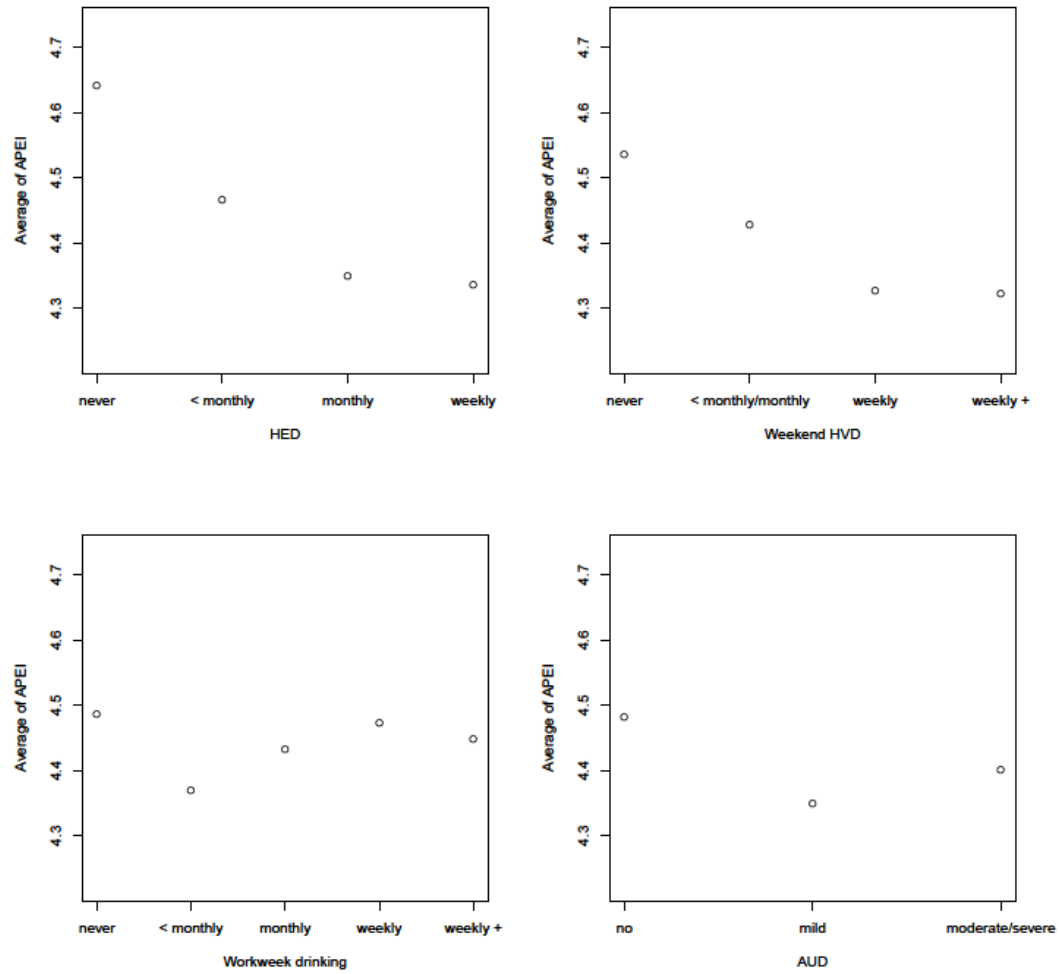 4.7
4.6
4.5
4.4
4.3
Average of APEI
never < monthly monthly weekly
HED
4.7
4.6
4.5
4.4
4.3
Average of APEI
never < monthly/monthly weekly weekly +
Weekend HVD
4.7
4.6
4.5
4.4
4.3
Average of APEI
never < monthly monthly weekly weekly +
Workweek drinking
4.7
4.6
4.5
4.4
4.3
Average of APEI
no mild moderate/severe
AUD